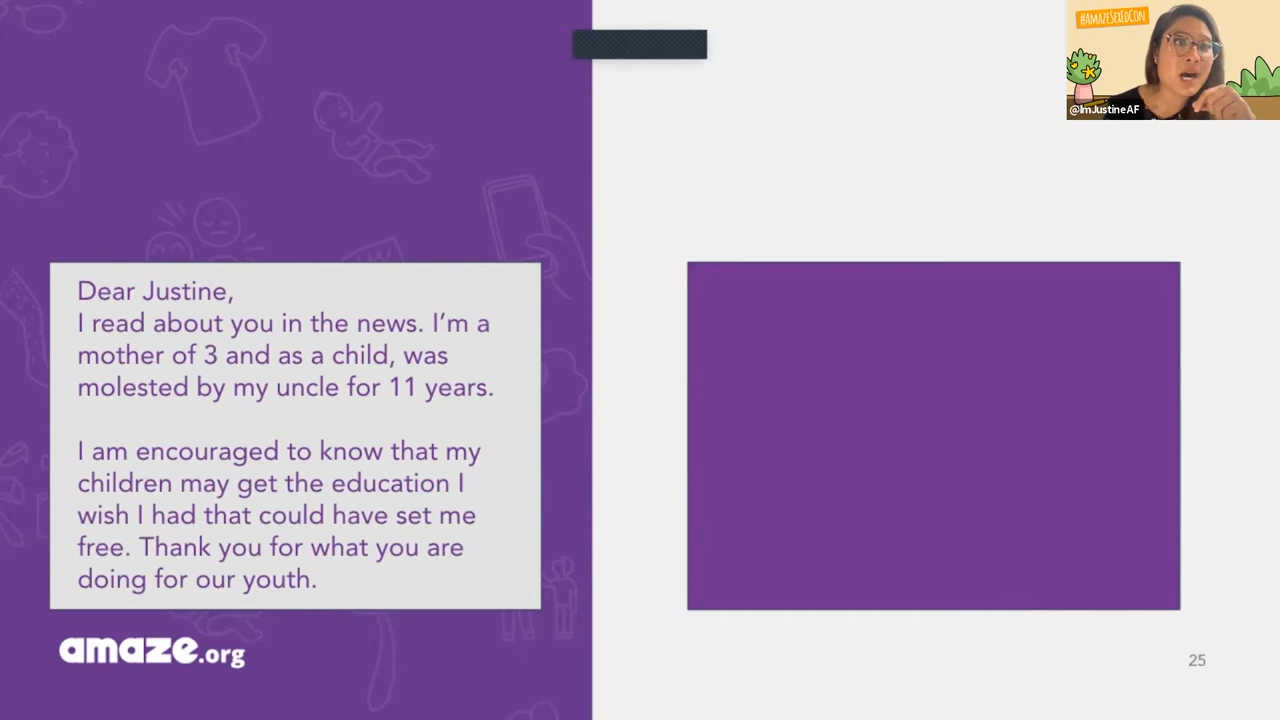 #AMAZESEXEDCON
@ImJustineAF
Dear Justine,
I read about you in the news. I’m a
mother of 3 and as a child, was
molested by my uncle for 11 years.
I am encouraged to know that my
children may get the education I
wish I had that could have set me
free. Thank you for what you are
doing for our youth.
amaze.org
25